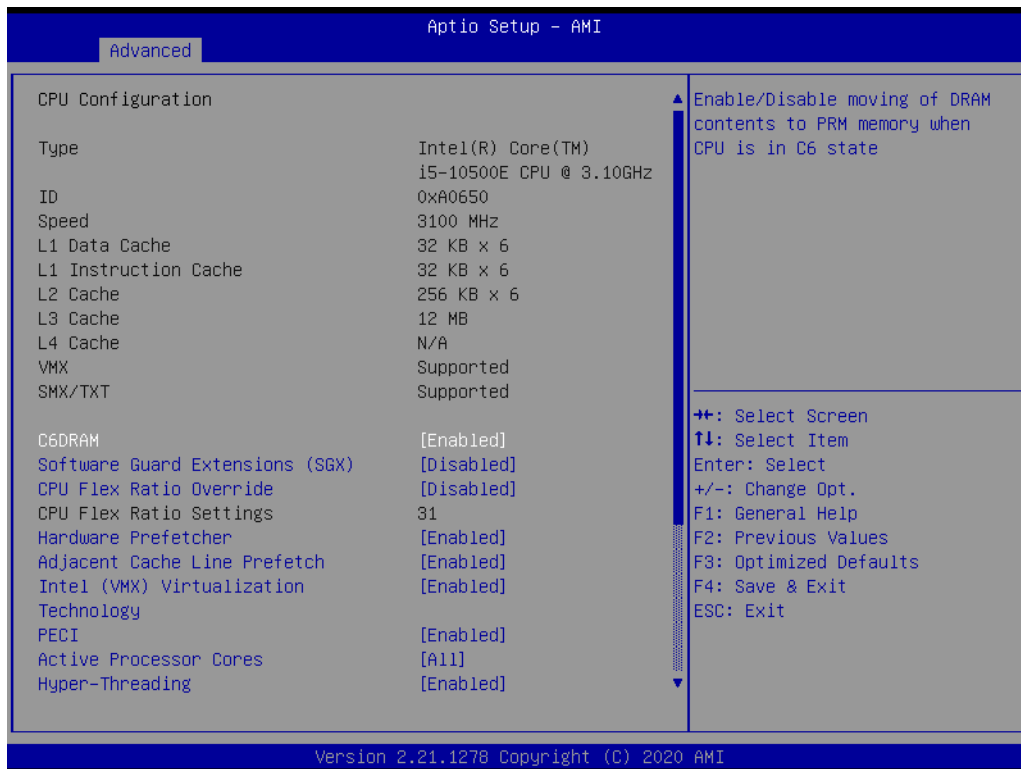 Aptio Setup – AMI
Advanced
CPU Configuration
Type Intel(R) Core(TM)
i5-10500E CPU @ 3.10GHz
ID 0xA0650
Speed 3100 MHz
L1 Data Cache 32 KB x 6
L1 Instruction Cache 32 KB x 6
L2 Cache 256 KB x 6
L3 Cache 12 MB
L4 Cache N/A
VMX Supported
SMX/TXT Supported
C6DRAM [Enabled]
Software Guard Extensions (SGX) [Disabled]
CPU Flex Ratio Override [Disabled]
CPU Flex Ratio Settings 31
Hardware Prefetcher [Enabled]
Adjacent Cache Line Prefetch [Enabled]
Intel (VMX) Virtualization [Enabled]
Technology
PECI [Enabled]
Active Processor Cores [All]
Hyper-Threading [Enabled]
Enable/Disable moving of DRAM
contents to PRM memory when
CPU is in C6 state
→←: Select Screen
↑↓: Select Item
Enter: Select
+/-: Change Opt.
F1: General Help
F2: Previous Values
F3: Optimized Defaults
F4: Save & Exit
ESC: Exit
Version 2.21.1278 Copyright (C) 2020 AMI